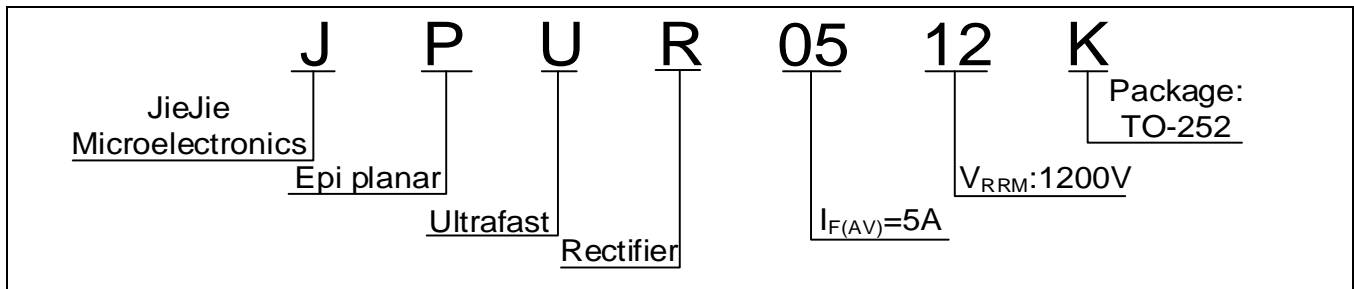 J P U R 05 12 K
JieJie
Microelectronics
Package:
TO-252
Epi planar
VRRM:1200V
Ultrafast
IF(AV)=5A
Rectifier